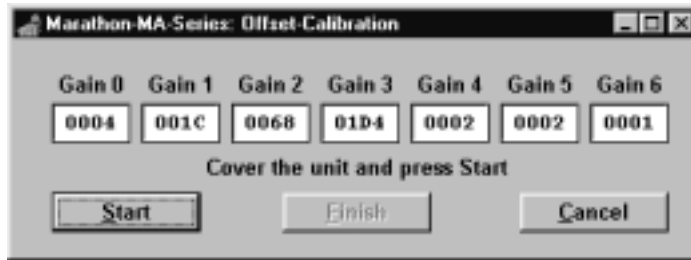 Marathon-MA-Series: Offset-Calibration
Gain 0 Gain 1 Gain 2 Gain 3 Gain 4 Gain 5 Gain 6
0004 001C 0068 01D4 0002 0002 0001
Cover the unit and press Start
Start Finish Cancel